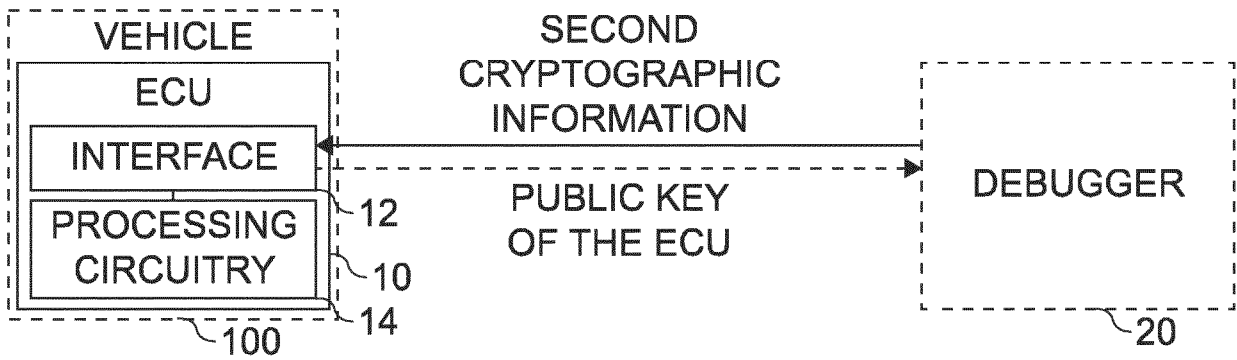 VEHICLE
ECU
INTERFACE
12
PROCESSING
CIRCUITRY
10
14
100
SECOND
CRYPTOGRAPHIC
INFORMATION
PUBLIC KEY
OF THE ECU
DEBUGGER
20